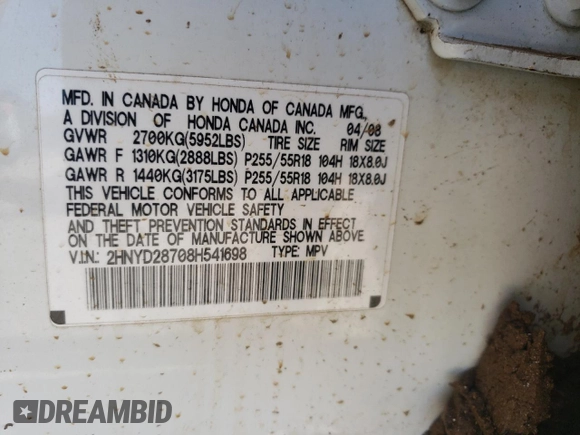 MFD. IN CANADA BY HONDA OF CANADA MFG.,
A DIVISION OF HONDA CANADA INC. 04/08
GVWR 2700KG(5952LBS) TIRE SIZE RIM SIZE
GAWR F 1310KG(2888LBS) P255/55R18 104H 18X8.0J
GAWR R 1440KG(3175LBS) P255/55R18 104H 18X8.0J
THIS VEHICLE CONFORMS TO ALL APPLICABLE
FEDERAL MOTOR VEHICLE SAFETY
AND THEFT PREVENTION STANDARDS IN EFFECT
ON THE DATE OF MANUFACTURE SHOWN ABOVE.
V.I.N.: 2HNYD28708H541698 TYPE: MPV
DREAMBID